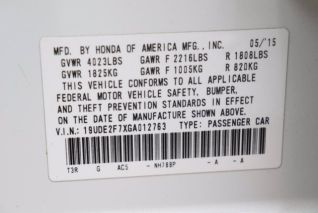 MFD. BY HONDA OF AMERICA MFG., INC. 05/15
GVWR 4023LBS GAWR F 2216LBS R 1808LBS
GVWR 1825KG GAWR F 1005KG R 820KG
THIS VEHICLE CONFORMS TO ALL APPLICABLE
FEDERAL MOTOR VEHICLE SAFETY, BUMPER,
AND THEFT PREVENTION STANDARDS IN EFFECT
ON THE DATE OF MANUFACTURE SHOWN ABOVE.
V.I.N.: 19UDE2F7XGA012763 TYPE: PASSENGER CAR
T3R G AC5 - NH788P - A - A